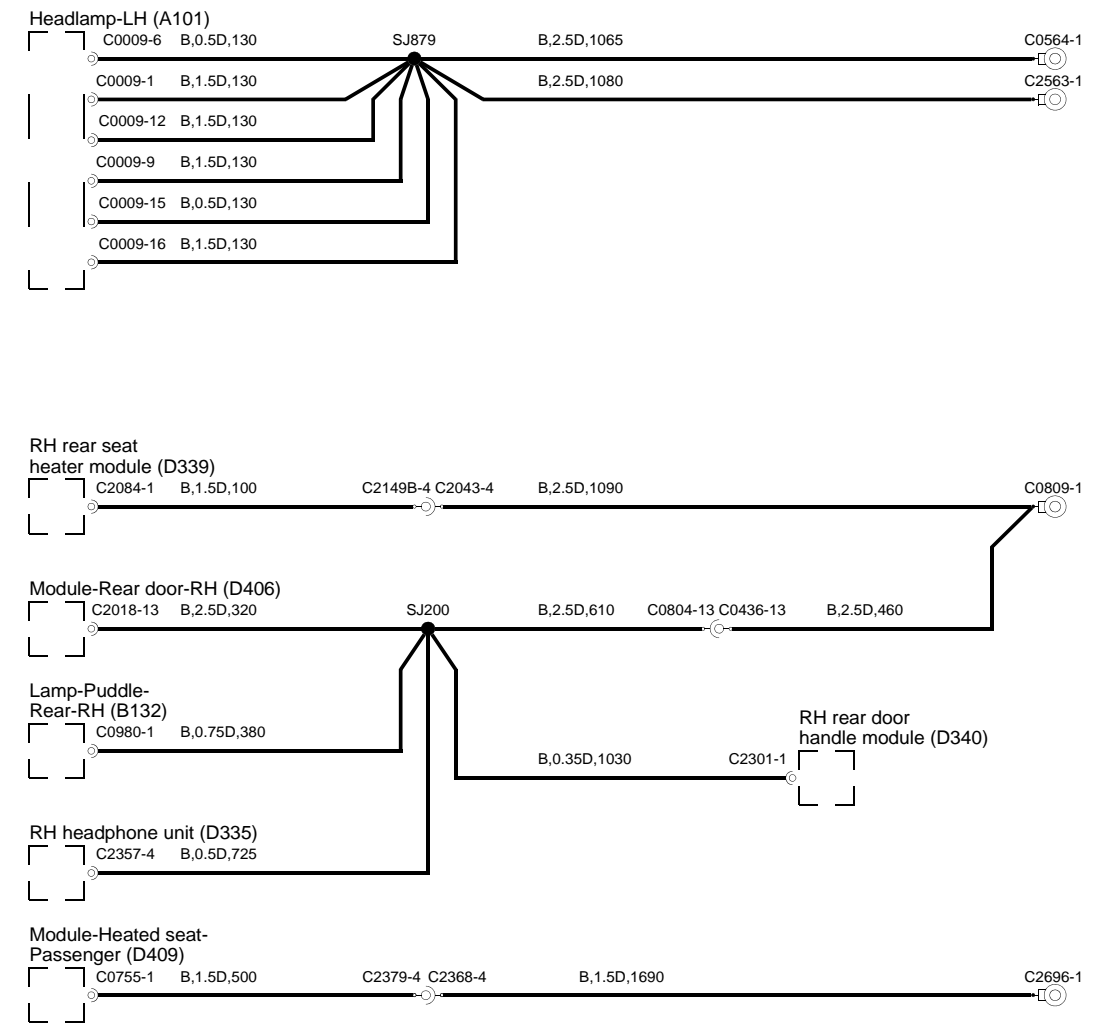 Headlamp-LH (A101)
C0009-6 B,0.5D,130 SJ879 B,2.5D,1065 C0564-1
C0009-1 B,1.5D,130 B,2.5D,1080 C2563-1
C0009-12 B,1.5D,130
C0009-9 B,1.5D,130
C0009-15 B,0.5D,130
C0009-16 B,1.5D,130
RH rear seat
heater module (D339)
C2084-1 B,1.5D,100 C2149B-4 C2043-4 B,2.5D,1090 C0809-1
Module-Rear door-RH (D406)
C2018-13 B,2.5D,320 SJ200 B,2.5D,610 C0804-13 C0436-13 B,2.5D,460
Lamp-Puddle-
Rear-RH (B132)
C0980-1 B,0.75D,380
RH rear door
handle module (D340)
B,0.35D,1030 C2301-1
RH headphone unit (D335)
C2357-4 B,0.5D,725
Module-Heated seat-
Passenger (D409)
C0755-1 B,1.5D,500 C2379-4 C2368-4 B,1.5D,1690 C2696-1